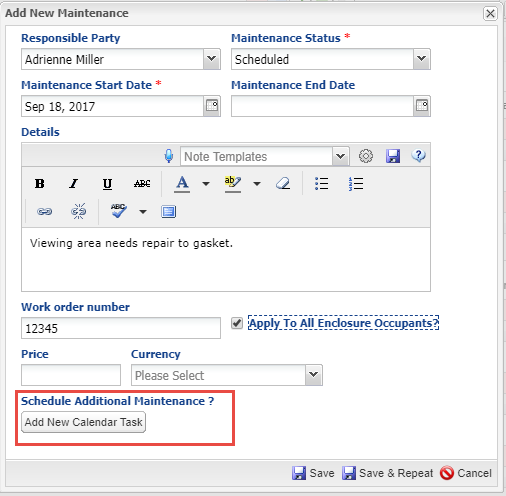 Add New Maintenance
Responsible Party Maintenance Status *
Adrienne Miller Scheduled
Maintenance Start Date * Maintenance End Date
Sep 18, 2017
Details
Note Templates
B I U ABC A ab
ABC
Viewing area needs repair to gasket.
Work order number
12345 Apply To All Enclosure Occupants?
Price Currency
Please Select
Schedule Additional Maintenance ?
Add New Calendar Task
Save Save & Repeat Cancel